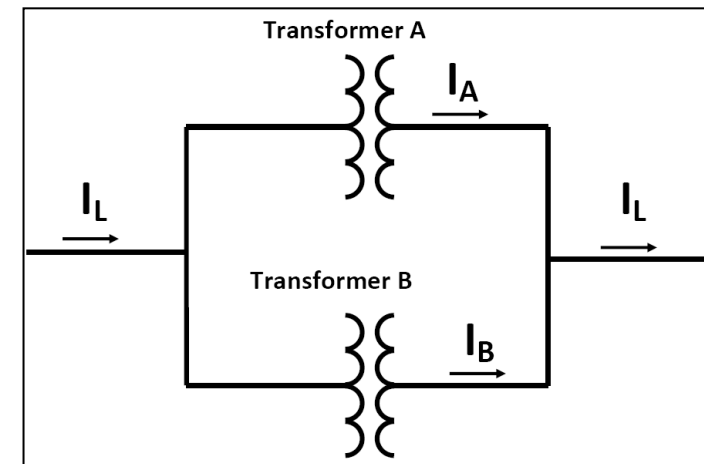 Transformer A
I_A
I_L
I_L
Transformer B
I_B